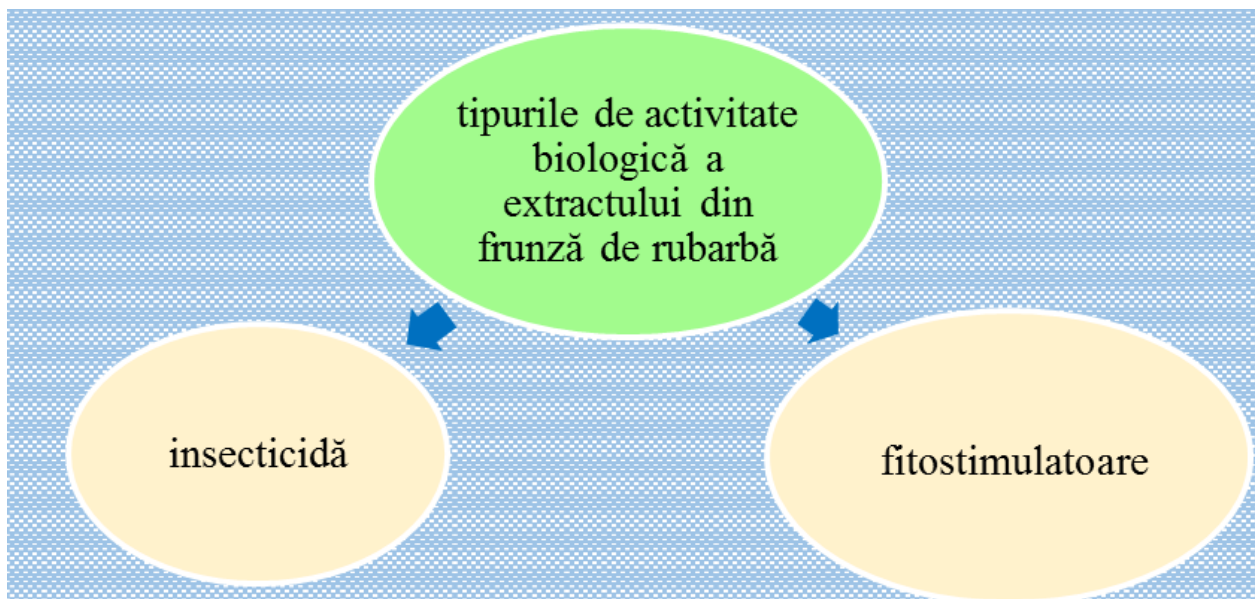 tipurile de activitate
biologică a
extractului din
frunză de rubarbă
insecticidă
fitostimulatoare